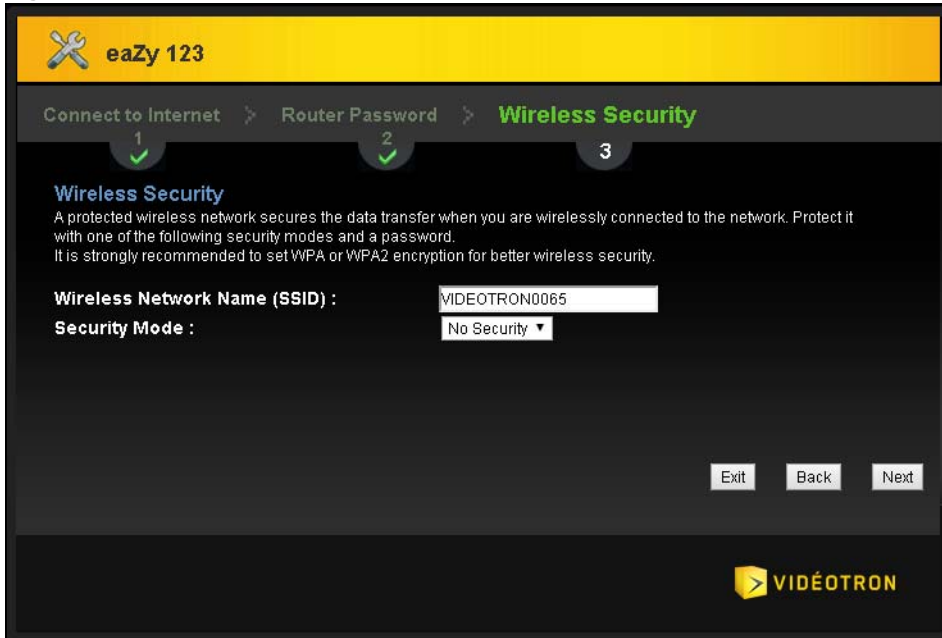 eaZy 123
Connect to Internet > Router Password > Wireless Security
1 2 3
Wireless Security
A protected wireless network secures the data transfer when you are wirelessly connected to the network. Protect it
with one of the following security modes and a password.
It is strongly recommended to set WPA or WPA2 encryption for better wireless security.
Wireless Network Name (SSID) : VIDEOTRON0065
Security Mode : No Security
Exit Back Next
VIDÉOTRON